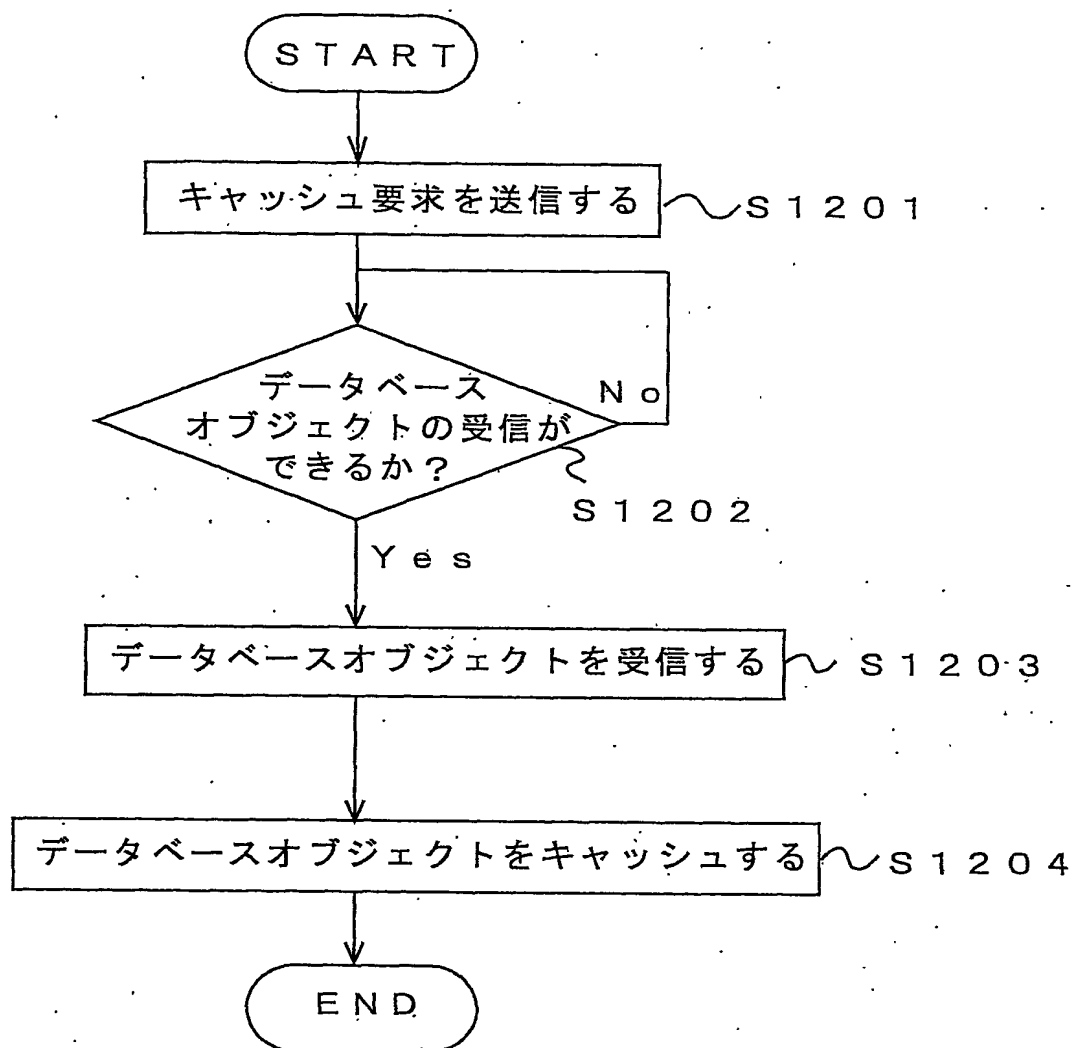 START
キャッシュ要求を送信する
S1201
データベース
オブジェクトの受信が
できるか?
No
S1202
Yes
データベースオブジェクトを受信する
S1203
データベースオブジェクトをキャッシュする
S1204
END